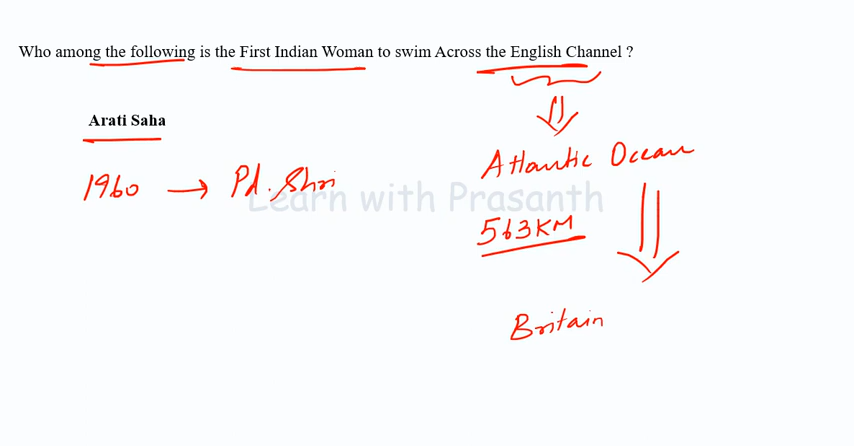 Who among the following is the First Indian Woman to swim Across the English Channel ?
Arati Saha
1960 → Pd. Shri
Atlantic Ocean
Learn with Prasanth
563KM
Britain